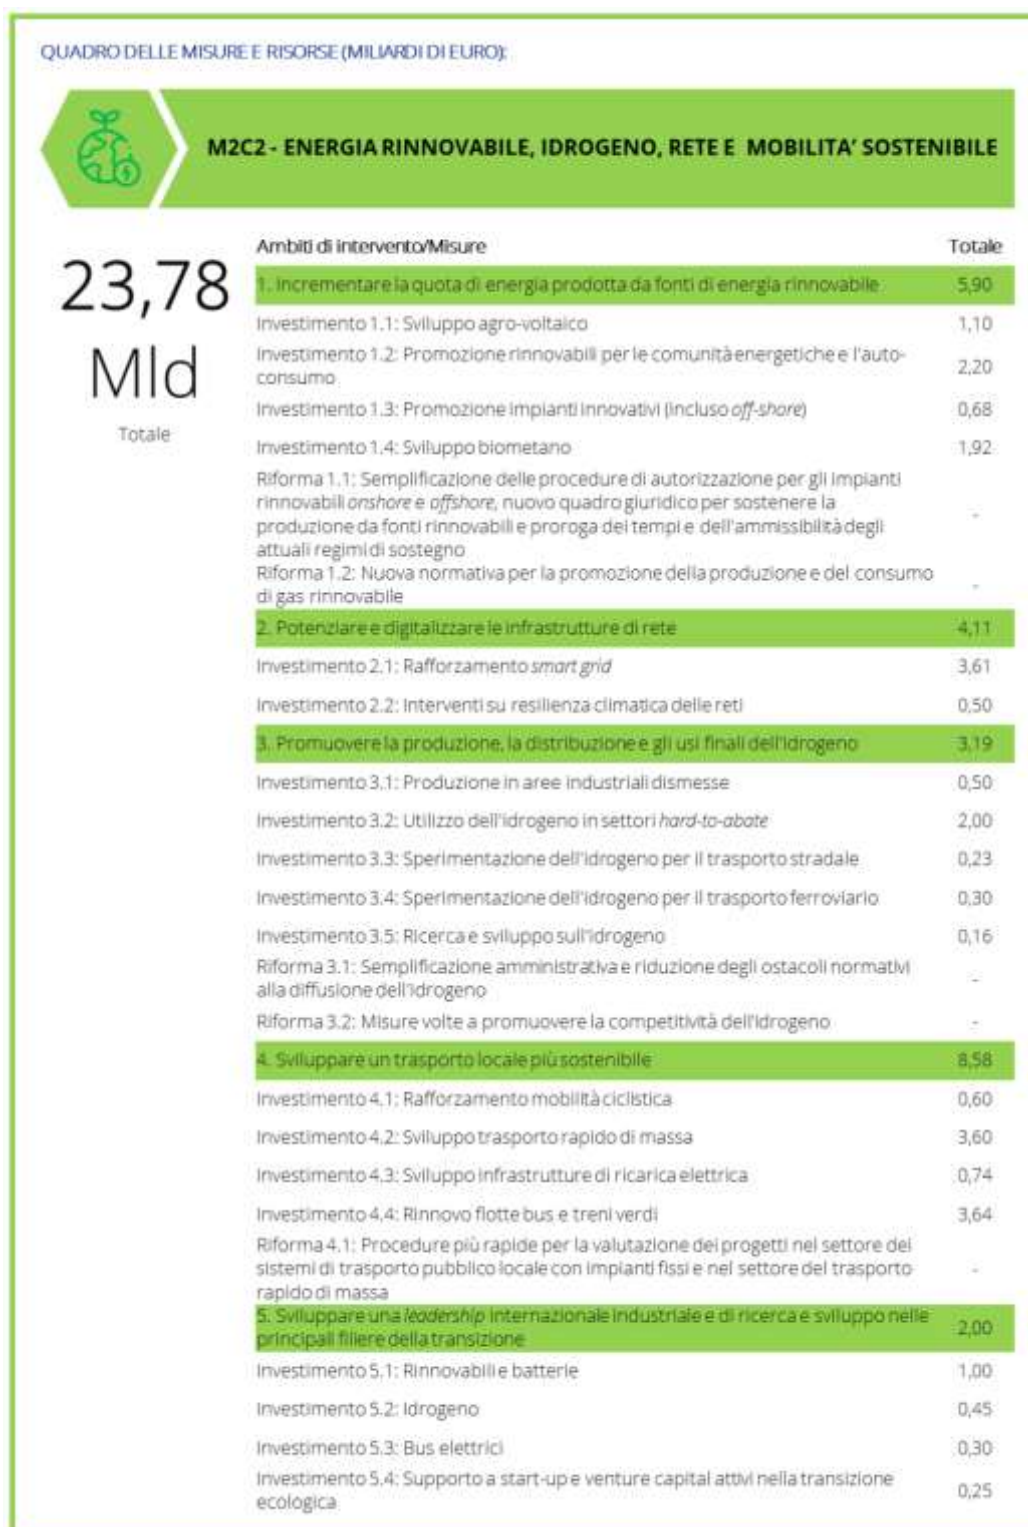 QUADRO DELLE MISURE E RISORSE (MILIARDI DI EURO):
M2C2 - ENERGIA RINNOVABILE, IDROGENO, RETE E MOBILITA' SOSTENIBILE
23,78
Mld
Totale
Ambiti di intervento/Misure Totale
1. Incrementare la quota di energia prodotta da fonti di energia rinnovabile 5,90
Investimento 1.1: Sviluppo agro-voltaico 1,10
Investimento 1.2: Promozione rinnovabili per le comunità energetiche e l'auto-
consumo 2,20
Investimento 1.3: Promozione impianti innovativi (incluso off-shore) 0,68
Investimento 1.4: Sviluppo biometano 1,92
Riforma 1.1: Semplificazione delle procedure di autorizzazione per gli impianti
rinnovabili onshore e offshore, nuovo quadro giuridico per sostenere la
produzione da fonti rinnovabili e proroga dei tempi e dell'ammissibilità degli
attuali regimi di sostegno -
Riforma 1.2: Nuova normativa per la promozione della produzione e del consumo
di gas rinnovabile -
2. Potenziare e digitalizzare le infrastrutture di rete 4,11
Investimento 2.1: Rafforzamento smart grid 3,61
Investimento 2.2: Interventi su resilienza climatica delle reti 0,50
3. Promuovere la produzione, la distribuzione e gli usi finali dell'idrogeno 3,19
Investimento 3.1: Produzione in aree industriali dismesse 0,50
Investimento 3.2: Utilizzo dell'idrogeno in settori hard-to-abate 2,00
Investimento 3.3: Sperimentazione dell'idrogeno per il trasporto stradale 0,23
Investimento 3.4: Sperimentazione dell'idrogeno per il trasporto ferroviario 0,30
Investimento 3.5: Ricerca e sviluppo sull'idrogeno 0,16
Riforma 3.1: Semplificazione amministrativa e riduzione degli ostacoli normativi
alla diffusione dell'idrogeno -
Riforma 3.2: Misure volte a promuovere la competitività dell'idrogeno -
4. Sviluppare un trasporto locale più sostenibile 8,58
Investimento 4.1: Rafforzamento mobilità ciclistica 0,60
Investimento 4.2: Sviluppo trasporto rapido di massa 3,60
Investimento 4.3: Sviluppo infrastrutture di ricarica elettrica 0,74
Investimento 4.4: Rinnovo flotte bus e treni verdi 3,64
Riforma 4.1: Procedure più rapide per la valutazione dei progetti nel settore dei
sistemi di trasporto pubblico locale con impianti fissi e nel settore del trasporto
rapido di massa -
5. Sviluppare una leadership internazionale industriale e di ricerca e sviluppo nelle
principali filiere della transizione 2,00
Investimento 5.1: Rinnovabili e batterie 1,00
Investimento 5.2: Idrogeno 0,45
Investimento 5.3: Bus elettrici 0,30
Investimento 5.4: Supporto a start-up e venture capital attivi nella transizione
ecologica 0,25